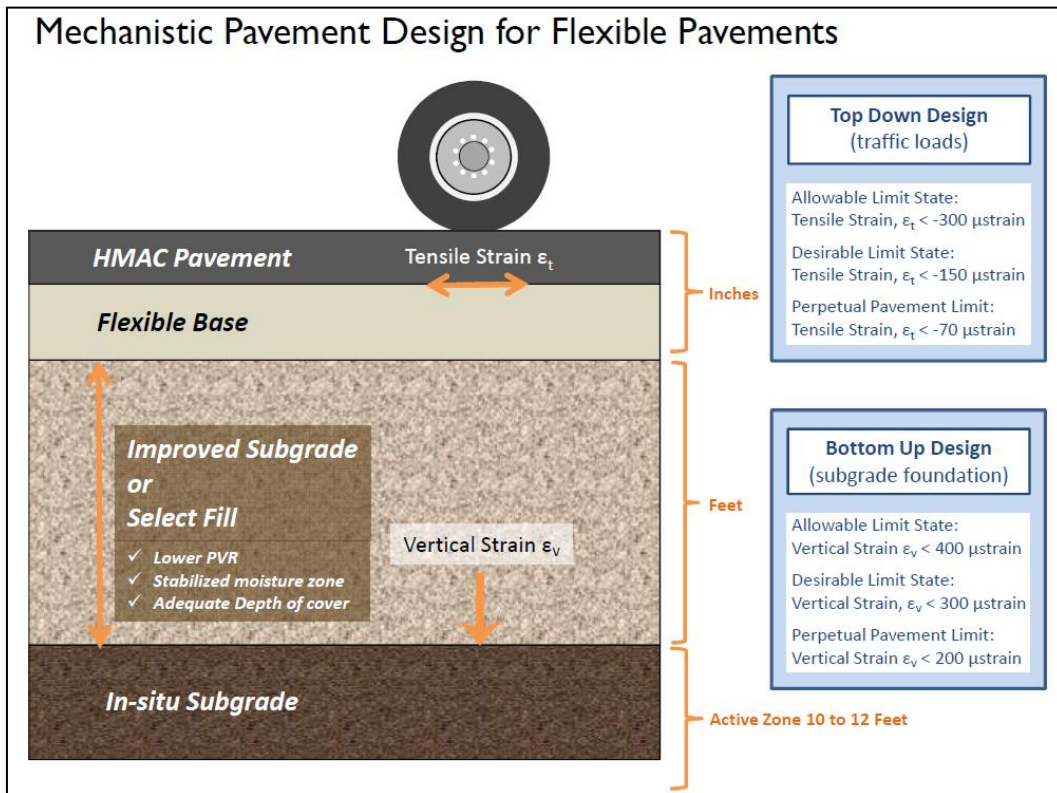 Mechanistic Pavement Design for Flexible Pavements
HMAC Pavement
Tensile Strain εt
Flexible Base
Inches
Improved Subgrade
or
Select Fill
✓ Lower PVR
✓ Stabilized moisture zone
✓ Adequate Depth of cover
Vertical Strain εv
Feet
In-situ Subgrade
Active Zone 10 to 12 Feet
Top Down Design
(traffic loads)
Allowable Limit State:
Tensile Strain, εt < -300 µstrain
Desirable Limit State:
Tensile Strain, εt < -150 µstrain
Perpetual Pavement Limit:
Tensile Strain, εt < -70 µstrain
Bottom Up Design
(subgrade foundation)
Allowable Limit State:
Vertical Strain εv < 400 µstrain
Desirable Limit State:
Vertical Strain, εv < 300 µstrain
Perpetual Pavement Limit:
Vertical Strain εv < 200 µstrain